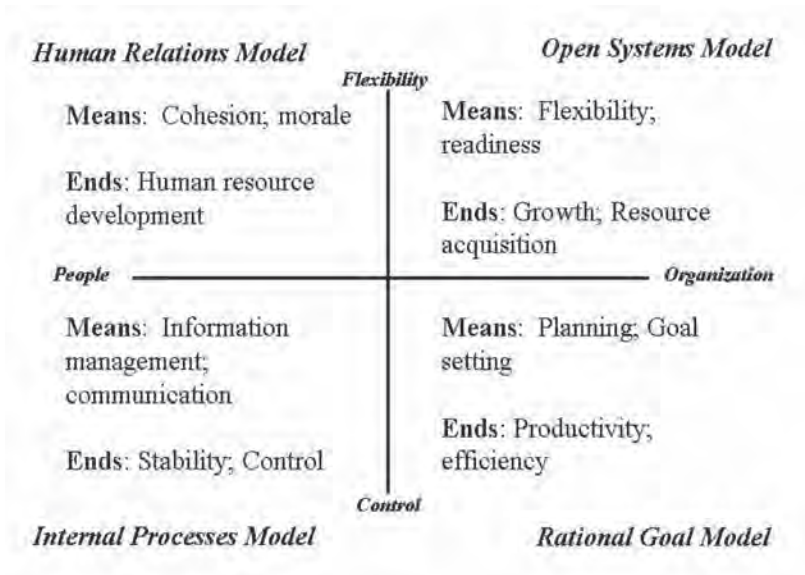 Human Relations Model
Open Systems Model
Flexibility
Means: Cohesion; morale
Ends: Human resource
development
Means: Flexibility;
readiness
Ends: Growth; Resource
acquisition
People
Organization
Means: Information
management;
communication
Ends: Stability; Control
Means: Planning; Goal
setting
Ends: Productivity;
efficiency
Control
Internal Processes Model
Rational Goal Model